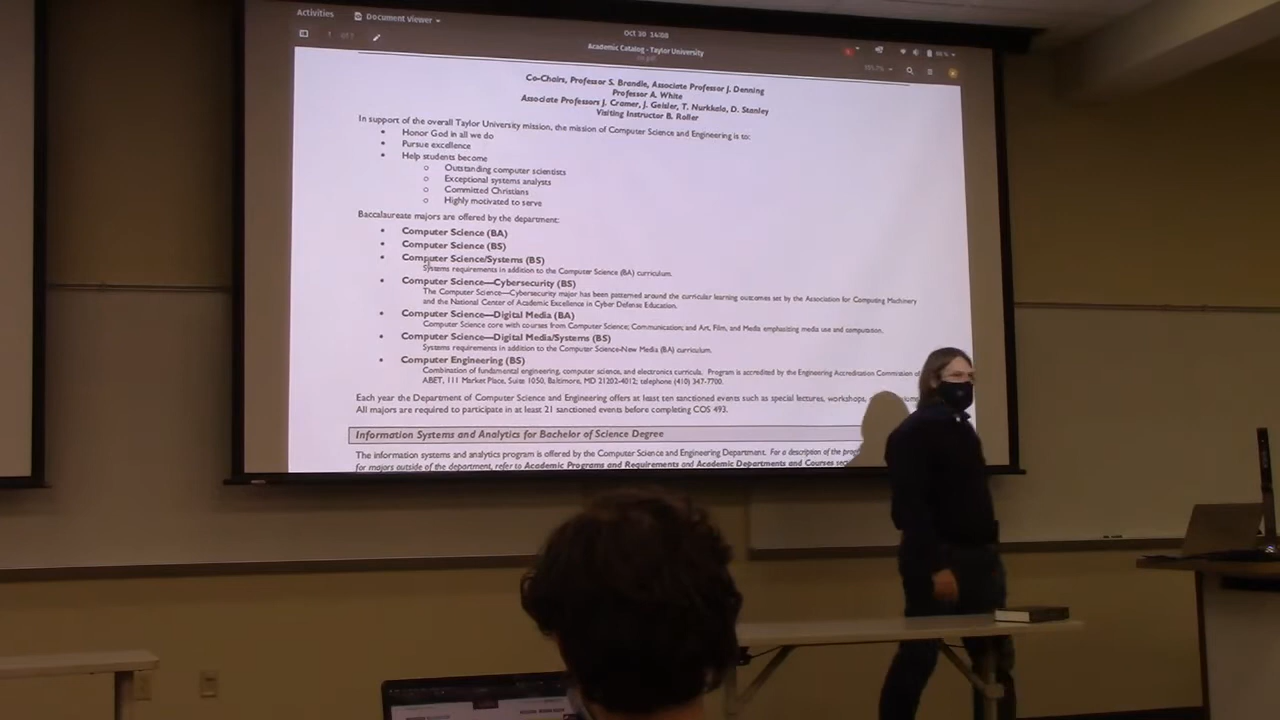 Activities
Document Viewer
Oct 30 14:08
Academic Catalog - Taylor University
Co-Chairs, Professor S. Brandle, Associate Professor J. Denning
Professor A. White
Associate Professors J. Cramer, J. Geisler, T. Nurkkala, D. Stanley
Visiting Instructor B. Roller
In support of the overall Taylor University mission, the mission of Computer Science and Engineering is to:
• Honor God in all we do
• Pursue excellence
• Help students become
o Outstanding computer scientists
o Exceptional systems analysts
o Committed Christians
o Highly motivated to serve
Baccalaureate majors are offered by the department:
• Computer Science (BA)
• Computer Science (BS)
• Computer Science/Systems (BS)
Systems requirements in addition to the Computer Science (BA) curriculum.
• Computer Science—Cybersecurity (BS)
The Computer Science—Cybersecurity major has been patterned around the curricular learning outcomes set by the Association for Computing Machinery
and the National Center of Academic Excellence in Cyber Defense Education.
• Computer Science—Digital Media (BA)
Computer Science core with courses from Computer Science; Communication; and Art, Film, and Media emphasizing media use and computation.
• Computer Science—Digital Media/Systems (BS)
Systems requirements in addition to the Computer Science-New Media (BA) curriculum.
• Computer Engineering (BS)
Combination of fundamental engineering, computer science, and electronics curricula. Program is accredited by the Engineering Accreditation Commission of
ABET, 111 Market Place, Suite 1050, Baltimore, MD 21202-4012; telephone (410) 347-7700.
Each year the Department of Computer Science and Engineering offers at least ten sanctioned events such as special lectures, workshops,
All majors are required to participate in at least 21 sanctioned events before completing COS 493.
Information Systems and Analytics for Bachelor of Science Degree
The information systems and analytics program is offered by the Computer Science and Engineering Department. For a description of the
for majors outside of the department, refer to Academic Programs and Requirements and Academic Departments and Courses